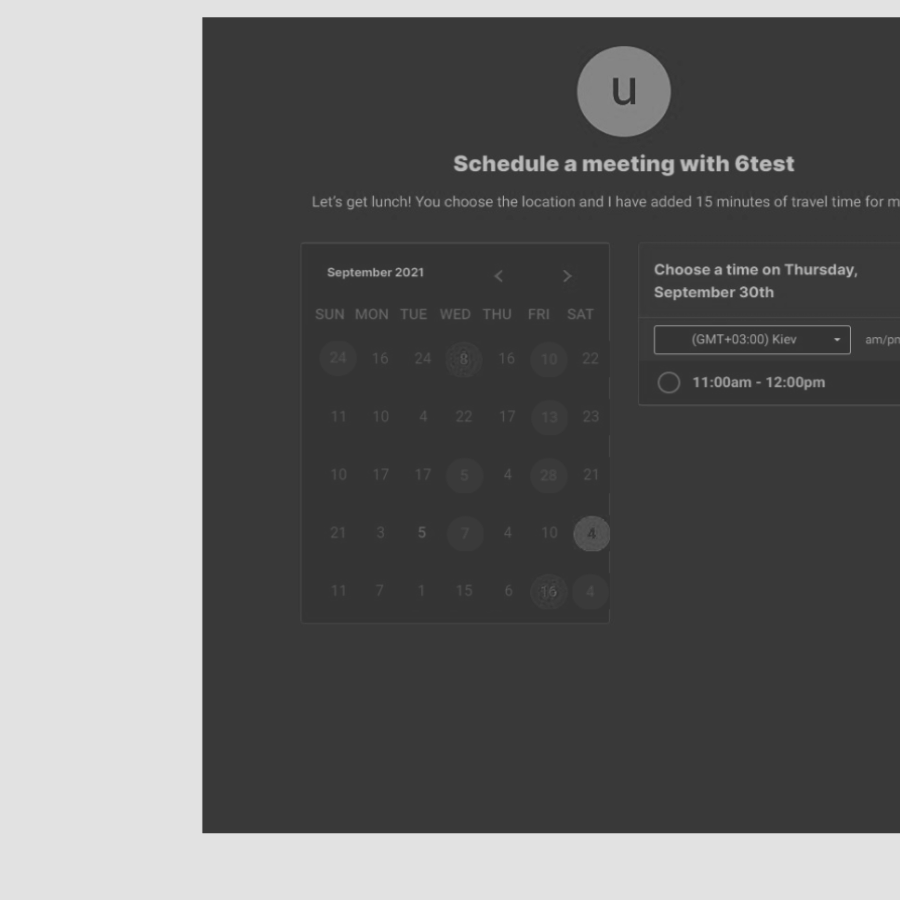 u
Schedule a meeting with 6test
Let's get lunch! You choose the location and I have added 15 minutes of travel time for m
September 2021
SUN MON TUE WED THU FRI SAT
24 16 24 8 16 10 22
11 10 4 22 17 13 23
10 17 17 5 4 28 21
21 3 5 7 4 10 4
11 7 1 15 6 16 4
Choose a time on Thursday,
September 30th
(GMT+03:00) Kiev am/pm
11:00am - 12:00pm